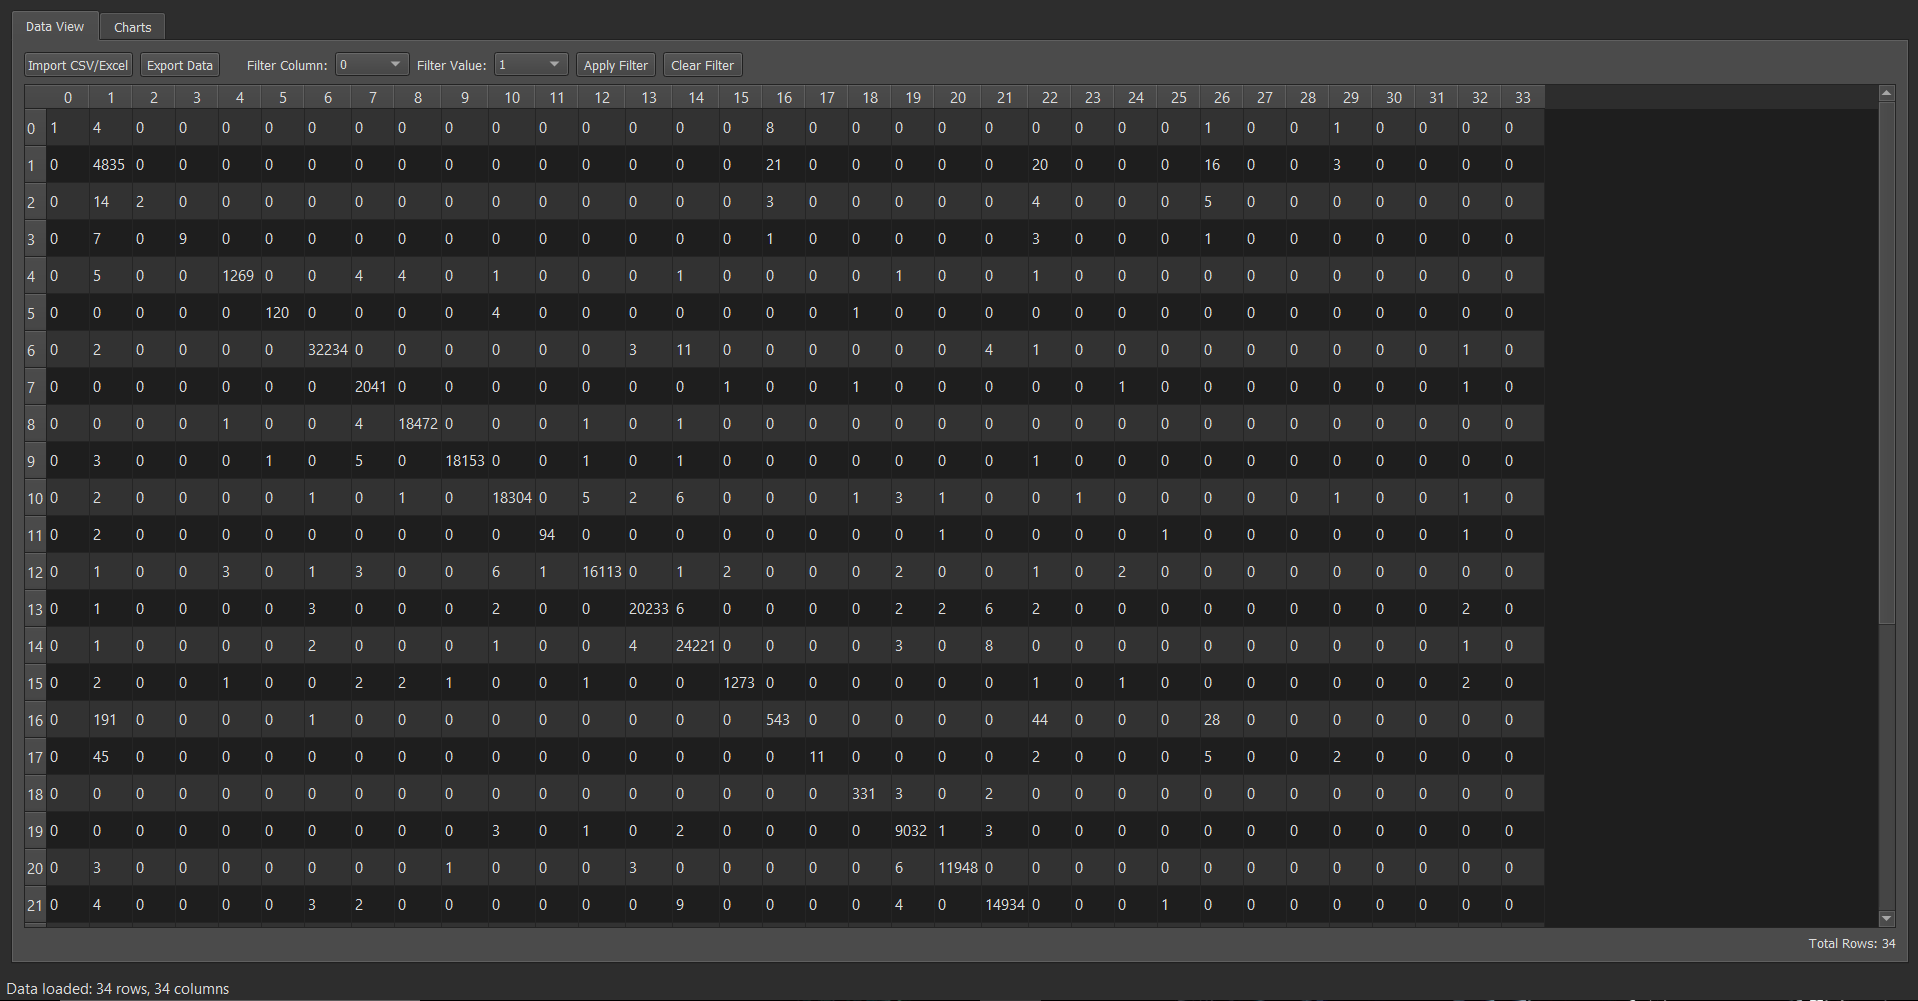 Data View Charts
Import CSV/Excel Export Data Filter Column: 0 Filter Value: 1 Apply Filter Clear Filter
0 1 2 3 4 5 6 7 8 9 10 11 12 13 14 15 16 17 18 19 20 21 22 23 24 25 26 27 28 29 30 31 32 33
0 1 4 0 0 0 0 0 0 0 0 0 0 0 0 0 0 8 0 0 0 0 0 0 0 0 0 1 0 0 1 0 0 0 0
1 0 4835 0 0 0 0 0 0 0 0 0 0 0 0 0 0 21 0 0 0 0 0 20 0 0 0 16 0 0 3 0 0 0 0
2 0 14 2 0 0 0 0 0 0 0 0 0 0 0 0 0 3 0 0 0 0 0 4 0 0 0 5 0 0 0 0 0 0 0
3 0 7 0 9 0 0 0 0 0 0 0 0 0 0 0 0 1 0 0 0 0 0 3 0 0 0 1 0 0 0 0 0 0 0
4 0 5 0 0 1269 0 0 4 4 0 1 0 0 0 1 0 0 0 0 1 0 0 1 0 0 0 0 0 0 0 0 0 0 0
5 0 0 0 0 0 120 0 0 0 0 4 0 0 0 0 0 0 0 1 0 0 0 0 0 0 0 0 0 0 0 0 0 0 0
6 0 2 0 0 0 0 32234 0 0 0 0 0 0 3 11 0 0 0 0 0 0 4 1 0 0 0 0 0 0 0 0 0 1 0
7 0 0 0 0 0 0 0 2041 0 0 0 0 0 0 0 1 0 0 1 0 0 0 0 0 1 0 0 0 0 0 0 0 1 0
8 0 0 0 0 1 0 0 4 18472 0 0 0 1 0 1 0 0 0 0 0 0 0 0 0 0 0 0 0 0 0 0 0 0 0
9 0 3 0 0 0 1 0 5 0 18153 0 0 1 0 1 0 0 0 0 0 0 0 1 0 0 0 0 0 0 0 0 0 0 0
10 0 2 0 0 0 0 1 0 1 0 18304 0 5 2 6 0 0 0 1 3 1 0 0 1 0 0 0 0 0 1 0 0 1 0
11 0 2 0 0 0 0 0 0 0 0 0 94 0 0 0 0 0 0 0 0 1 0 0 0 0 1 0 0 0 0 0 0 1 0
12 0 1 0 0 3 0 1 3 0 0 6 1 16113 0 1 2 0 0 0 2 0 0 1 0 2 0 0 0 0 0 0 0 0 0
13 0 1 0 0 0 0 3 0 0 0 2 0 0 20233 6 0 0 0 0 2 2 6 2 0 0 0 0 0 0 0 0 0 2 0
14 0 1 0 0 0 0 2 0 0 0 1 0 0 4 24221 0 0 0 0 3 0 8 0 0 0 0 0 0 0 0 0 0 1 0
15 0 2 0 0 1 0 0 2 2 1 0 0 1 0 0 1273 0 0 0 0 0 0 1 0 1 0 0 0 0 0 0 0 2 0
16 0 191 0 0 0 0 1 0 0 0 0 0 0 0 0 0 543 0 0 0 0 0 44 0 0 0 28 0 0 0 0 0 0 0
17 0 45 0 0 0 0 0 0 0 0 0 0 0 0 0 0 0 11 0 0 0 0 2 0 0 0 5 0 0 2 0 0 0 0
18 0 0 0 0 0 0 0 0 0 0 0 0 0 0 0 0 0 0 331 3 0 2 0 0 0 0 0 0 0 0 0 0 0 0
19 0 0 0 0 0 0 0 0 0 0 3 0 1 0 2 0 0 0 0 9032 1 3 0 0 0 0 0 0 0 0 0 0 0 0
20 0 3 0 0 0 0 0 0 0 1 0 0 0 3 0 0 0 0 0 6 11948 0 0 0 0 0 0 0 0 0 0 0 0 0
21 0 4 0 0 0 0 3 2 0 0 0 0 0 0 9 0 0 0 0 4 0 14934 0 0 0 1 0 0 0 0 0 0 0 0
Total Rows: 34
Data loaded: 34 rows, 34 columns